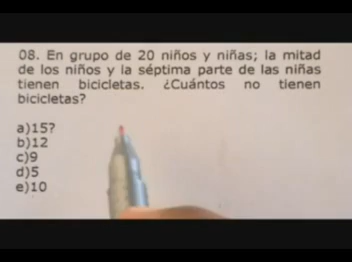 08. En grupo de 20 niños y niñas; la mitad
de los niños y la séptima parte de las niñas
tienen bicicletas. ¿Cuántos no tienen
bicicletas?
a)15?
b)12
c)9
d)5
e)10